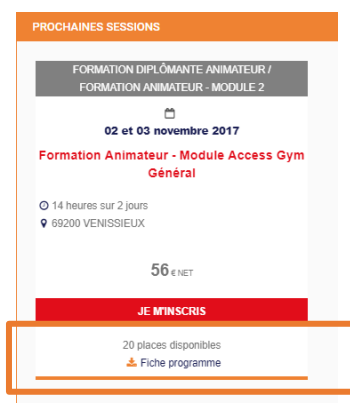 PROCHAINES SESSIONS
FORMATION DIPLÔMANTE ANIMATEUR /
FORMATION ANIMATEUR - MODULE 2
02 et 03 novembre 2017
Formation Animateur - Module Access Gym
Général
14 heures sur 2 jours
69200 VENISSIEUX
56 € NET
JE M'INSCRIS
20 places disponibles
Fiche programme